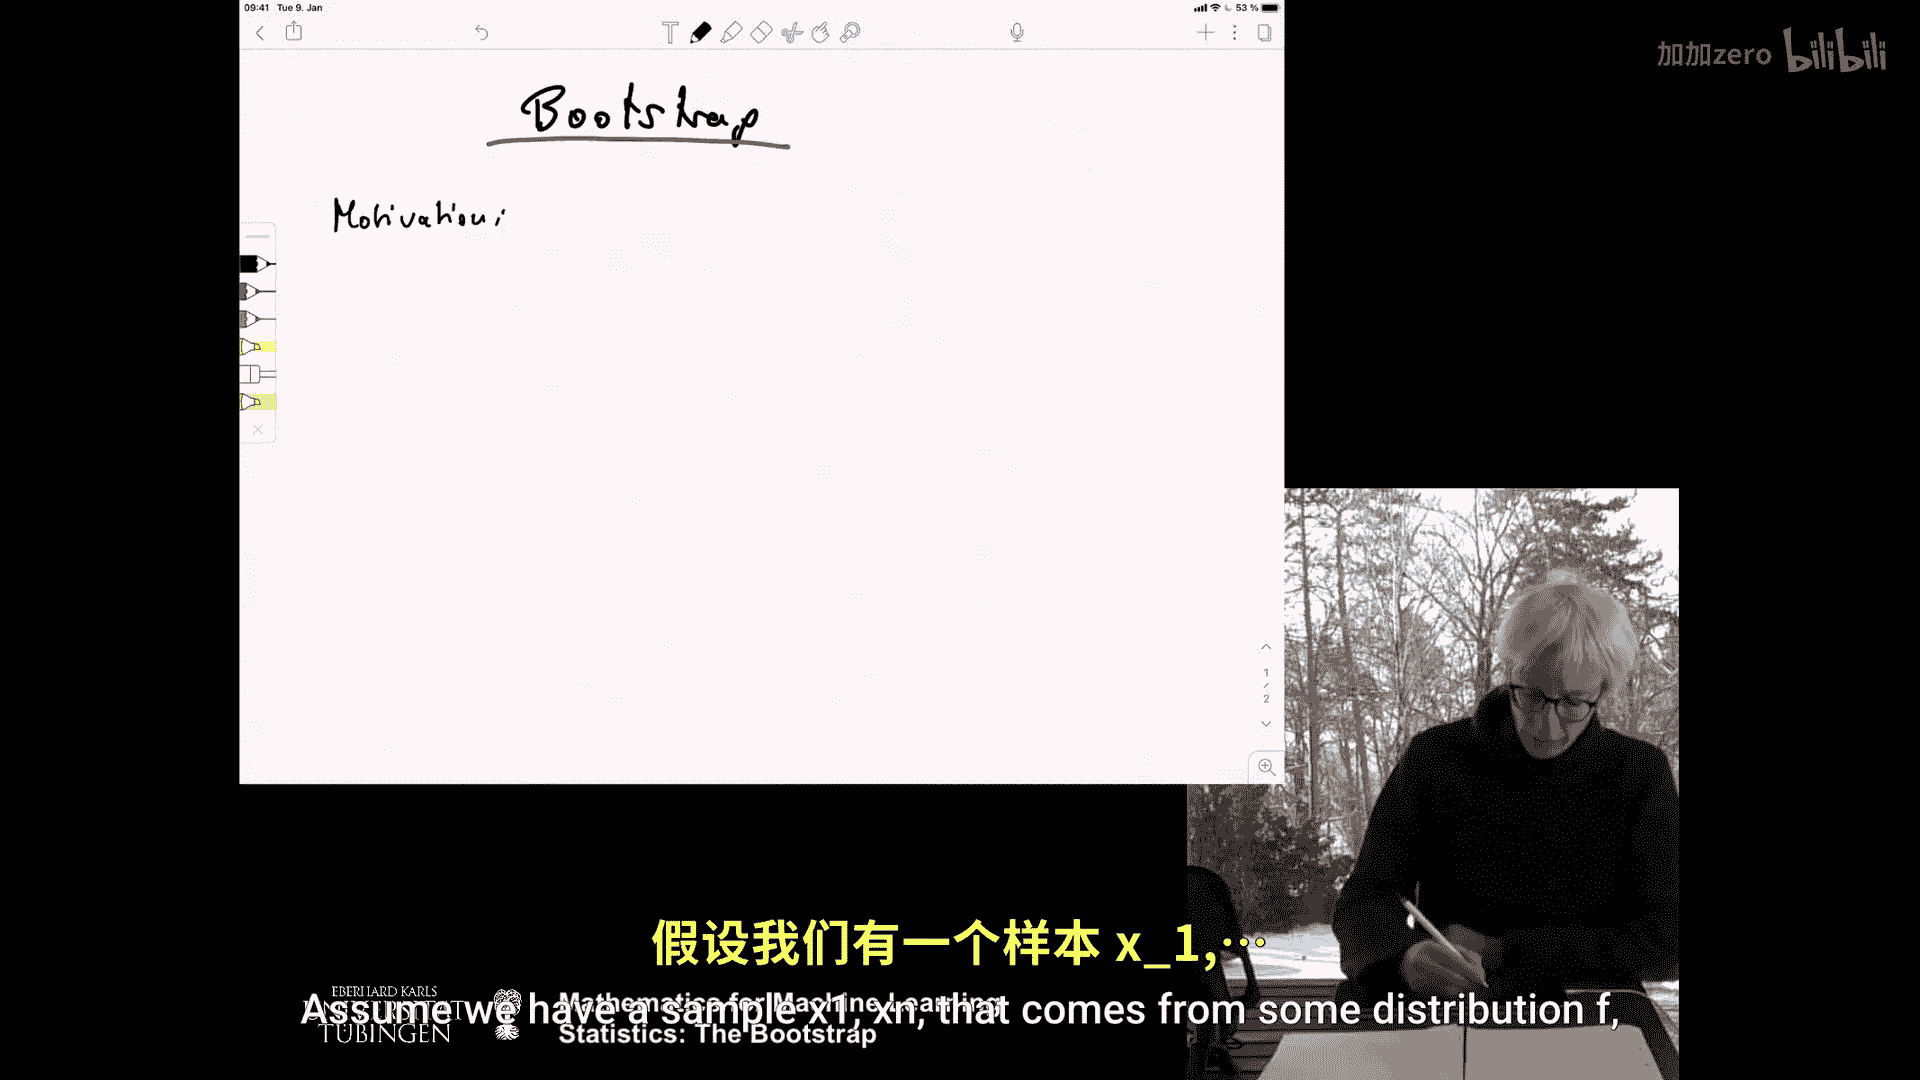 09:41 Tue 9. Jan
53 %
加加zero bilibili
Bootstrap
Motivation:
1
2
假设我们有一个样本 x_1,…
Assume we have a sample x1, xn, that comes from some distribution f,
EBERHARD KARLS
UNIVERSITÄT
TÜBINGEN
Mathematics for Machine Learning
Statistics: The Bootstrap